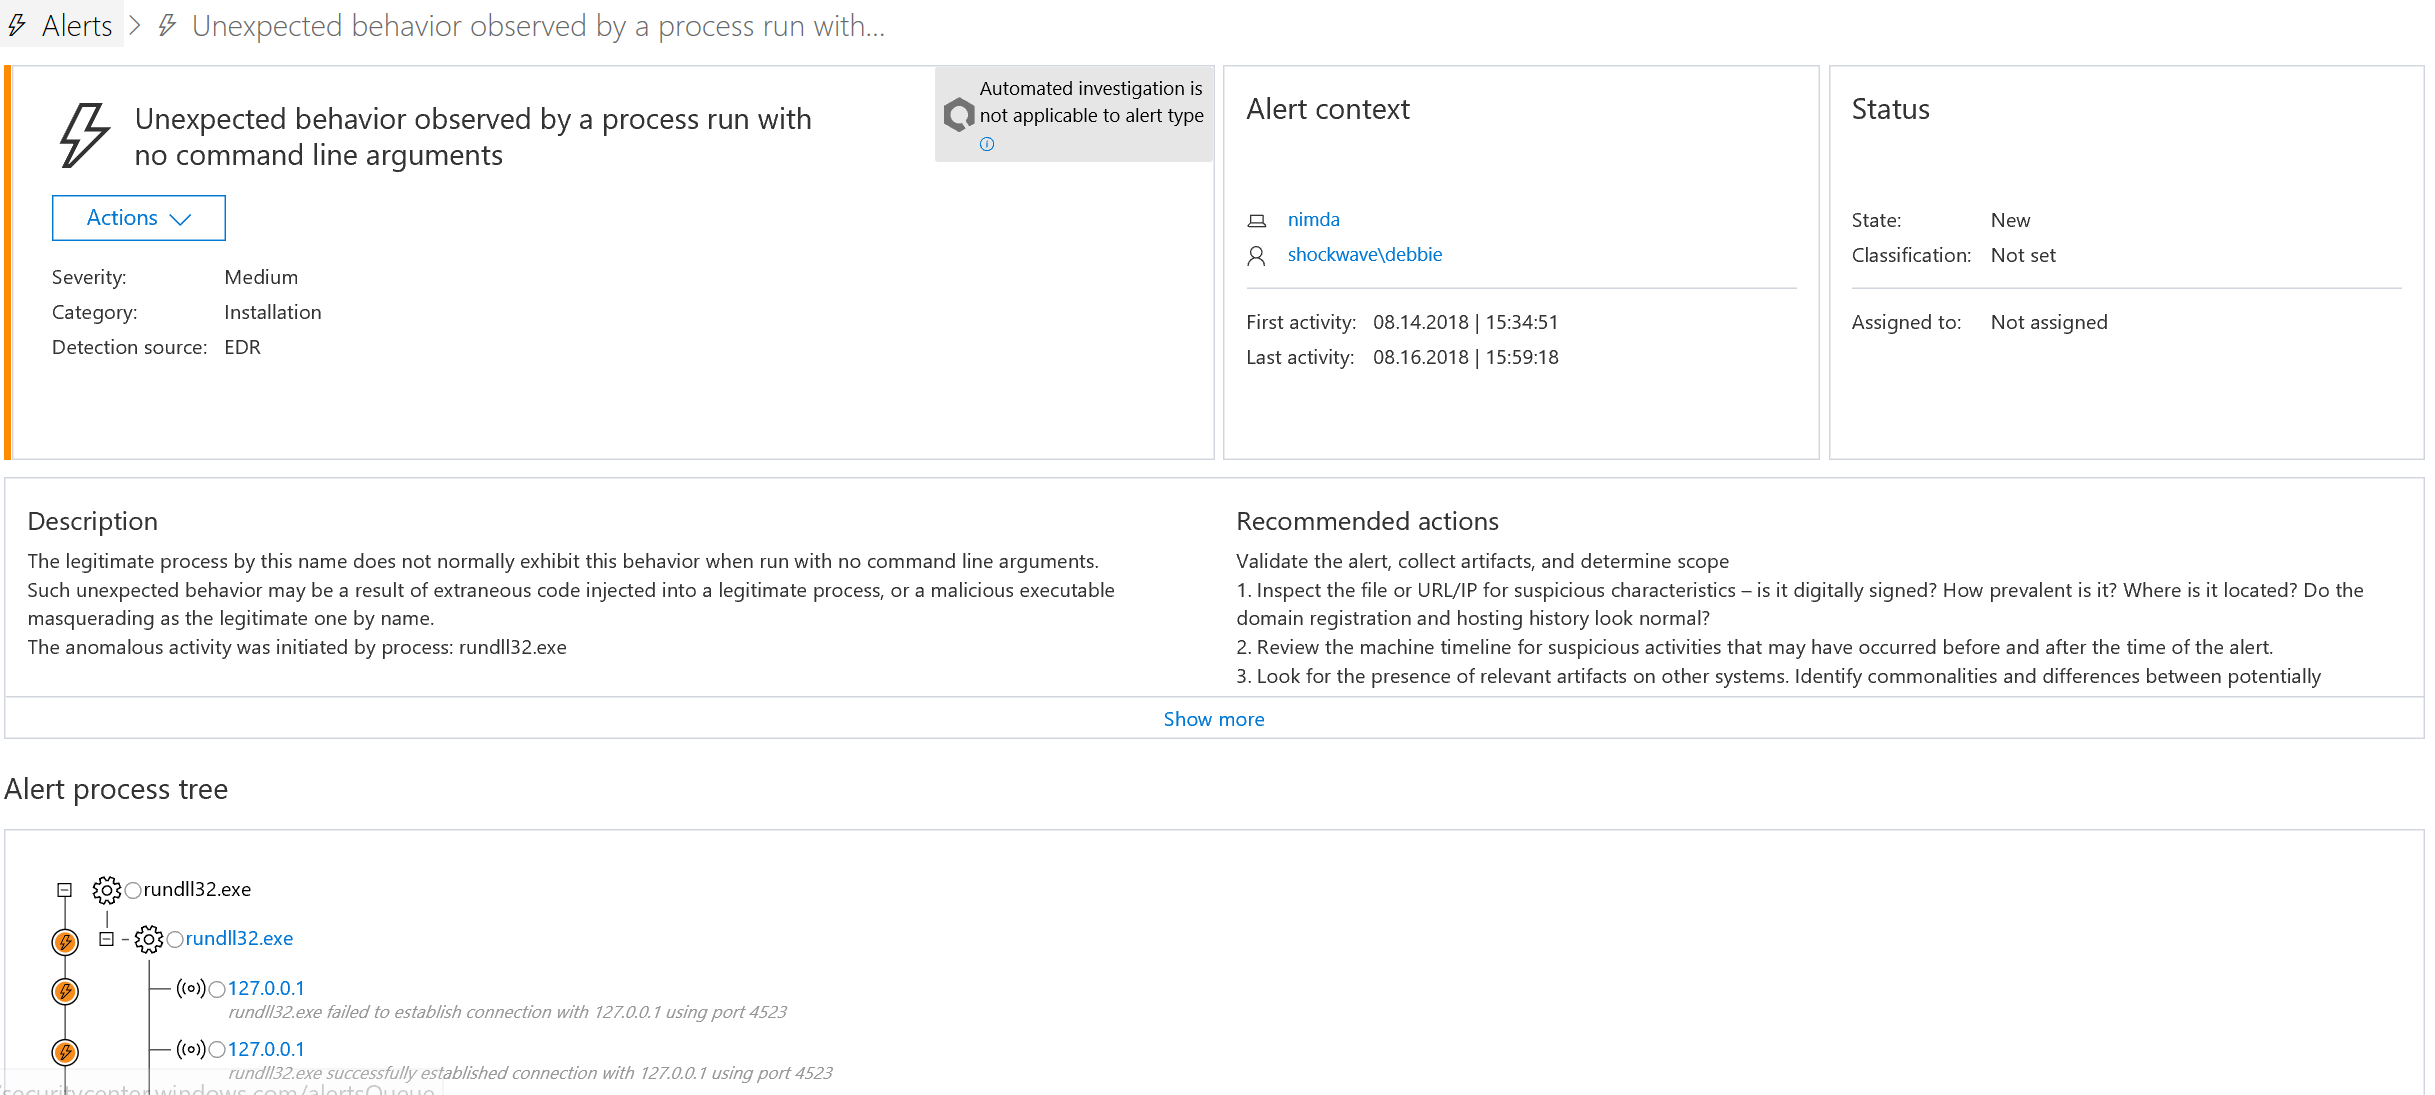 Alerts > Unexpected behavior observed by a process run with...
Unexpected behavior observed by a process run with
no command line arguments
Automated investigation is
not applicable to alert type
Actions
Severity: Medium
Category: Installation
Detection source: EDR
Alert context
nimda
shockwave\debbie
First activity: 08.14.2018 | 15:34:51
Last activity: 08.16.2018 | 15:59:18
Status
State: New
Classification: Not set
Assigned to: Not assigned
Description
The legitimate process by this name does not normally exhibit this behavior when run with no command line arguments.
Such unexpected behavior may be a result of extraneous code injected into a legitimate process, or a malicious executable
masquerading as the legitimate one by name.
The anomalous activity was initiated by process: rundll32.exe
Recommended actions
Validate the alert, collect artifacts, and determine scope
1. Inspect the file or URL/IP for suspicious characteristics – is it digitally signed? How prevalent is it? Where is it located? Do the
domain registration and hosting history look normal?
2. Review the machine timeline for suspicious activities that may have occurred before and after the time of the alert.
3. Look for the presence of relevant artifacts on other systems. Identify commonalities and differences between potentially
Show more
Alert process tree
rundll32.exe
rundll32.exe
127.0.0.1
rundll32.exe failed to establish connection with 127.0.0.1 using port 4523
127.0.0.1
rundll32.exe successfully established connection with 127.0.0.1 using port 4523
/securitycenter.windows.com/alertsQueue